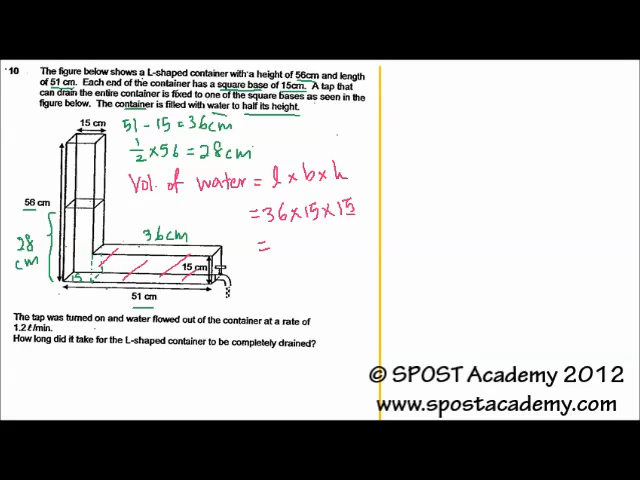 10 The figure below shows a L-shaped container with a height of 56cm and length
of 51 cm. Each end of the container has a square base of 15cm. A tap that
can drain the entire container is fixed to one of the square bases as seen in the
figure below. The container is filled with water to half its height.
15 cm
51 - 15 = 36cm
1/2 × 56 = 28cm
Vol. of water = l × b × h
= 36 × 15 × 15
=
56 cm
28
cm
36cm
15 cm
15
51 cm
The tap was turned on and water flowed out of the container at a rate of
1.2 ℓ/min.
How long did it take for the L-shaped container to be completely drained?
© SPOST Academy 2012
www.spostacademy.com